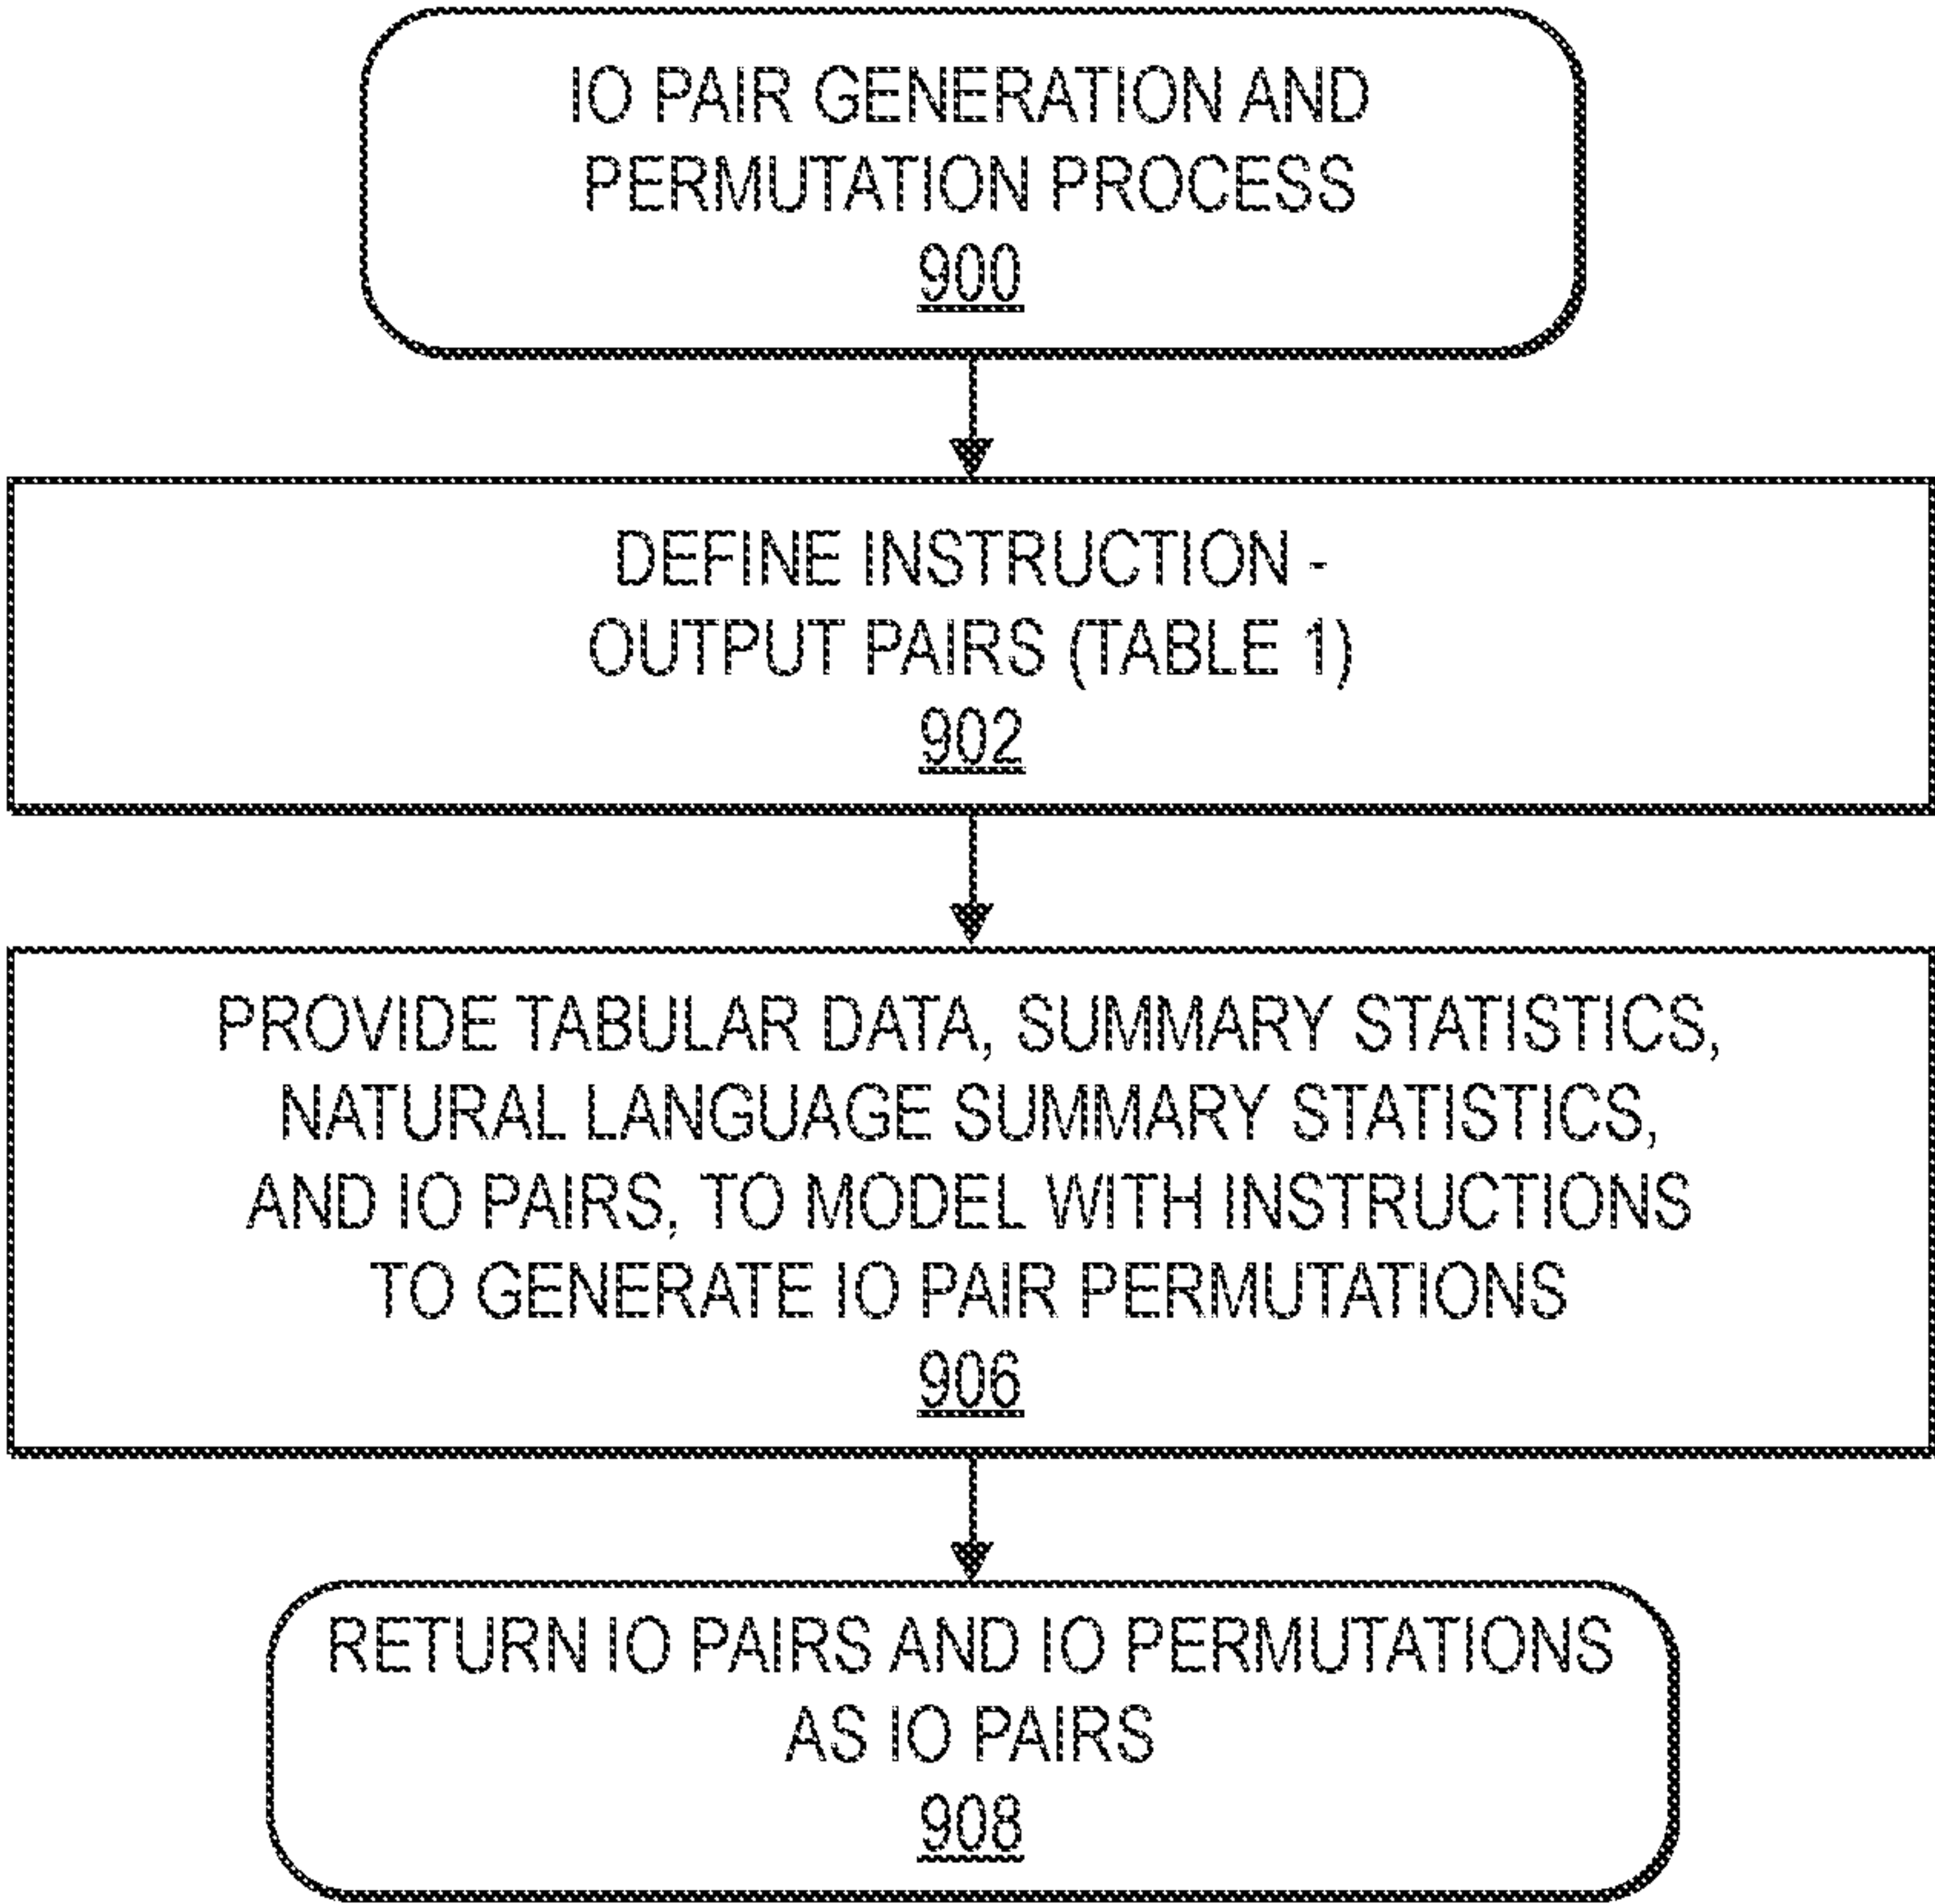 IO PAIR GENERATION AND
PERMUTATION PROCESS
900
DEFINE INSTRUCTION -
OUTPUT PAIRS (TABLE 1)
902
PROVIDE TABULAR DATA, SUMMARY STATISTICS,
NATURAL LANGUAGE SUMMARY STATISTICS,
AND IO PAIRS, TO MODEL WITH INSTRUCTIONS
TO GENERATE IO PAIR PERMUTATIONS
906
RETURN IO PAIRS AND IO PERMUTATIONS
AS IO PAIRS
908